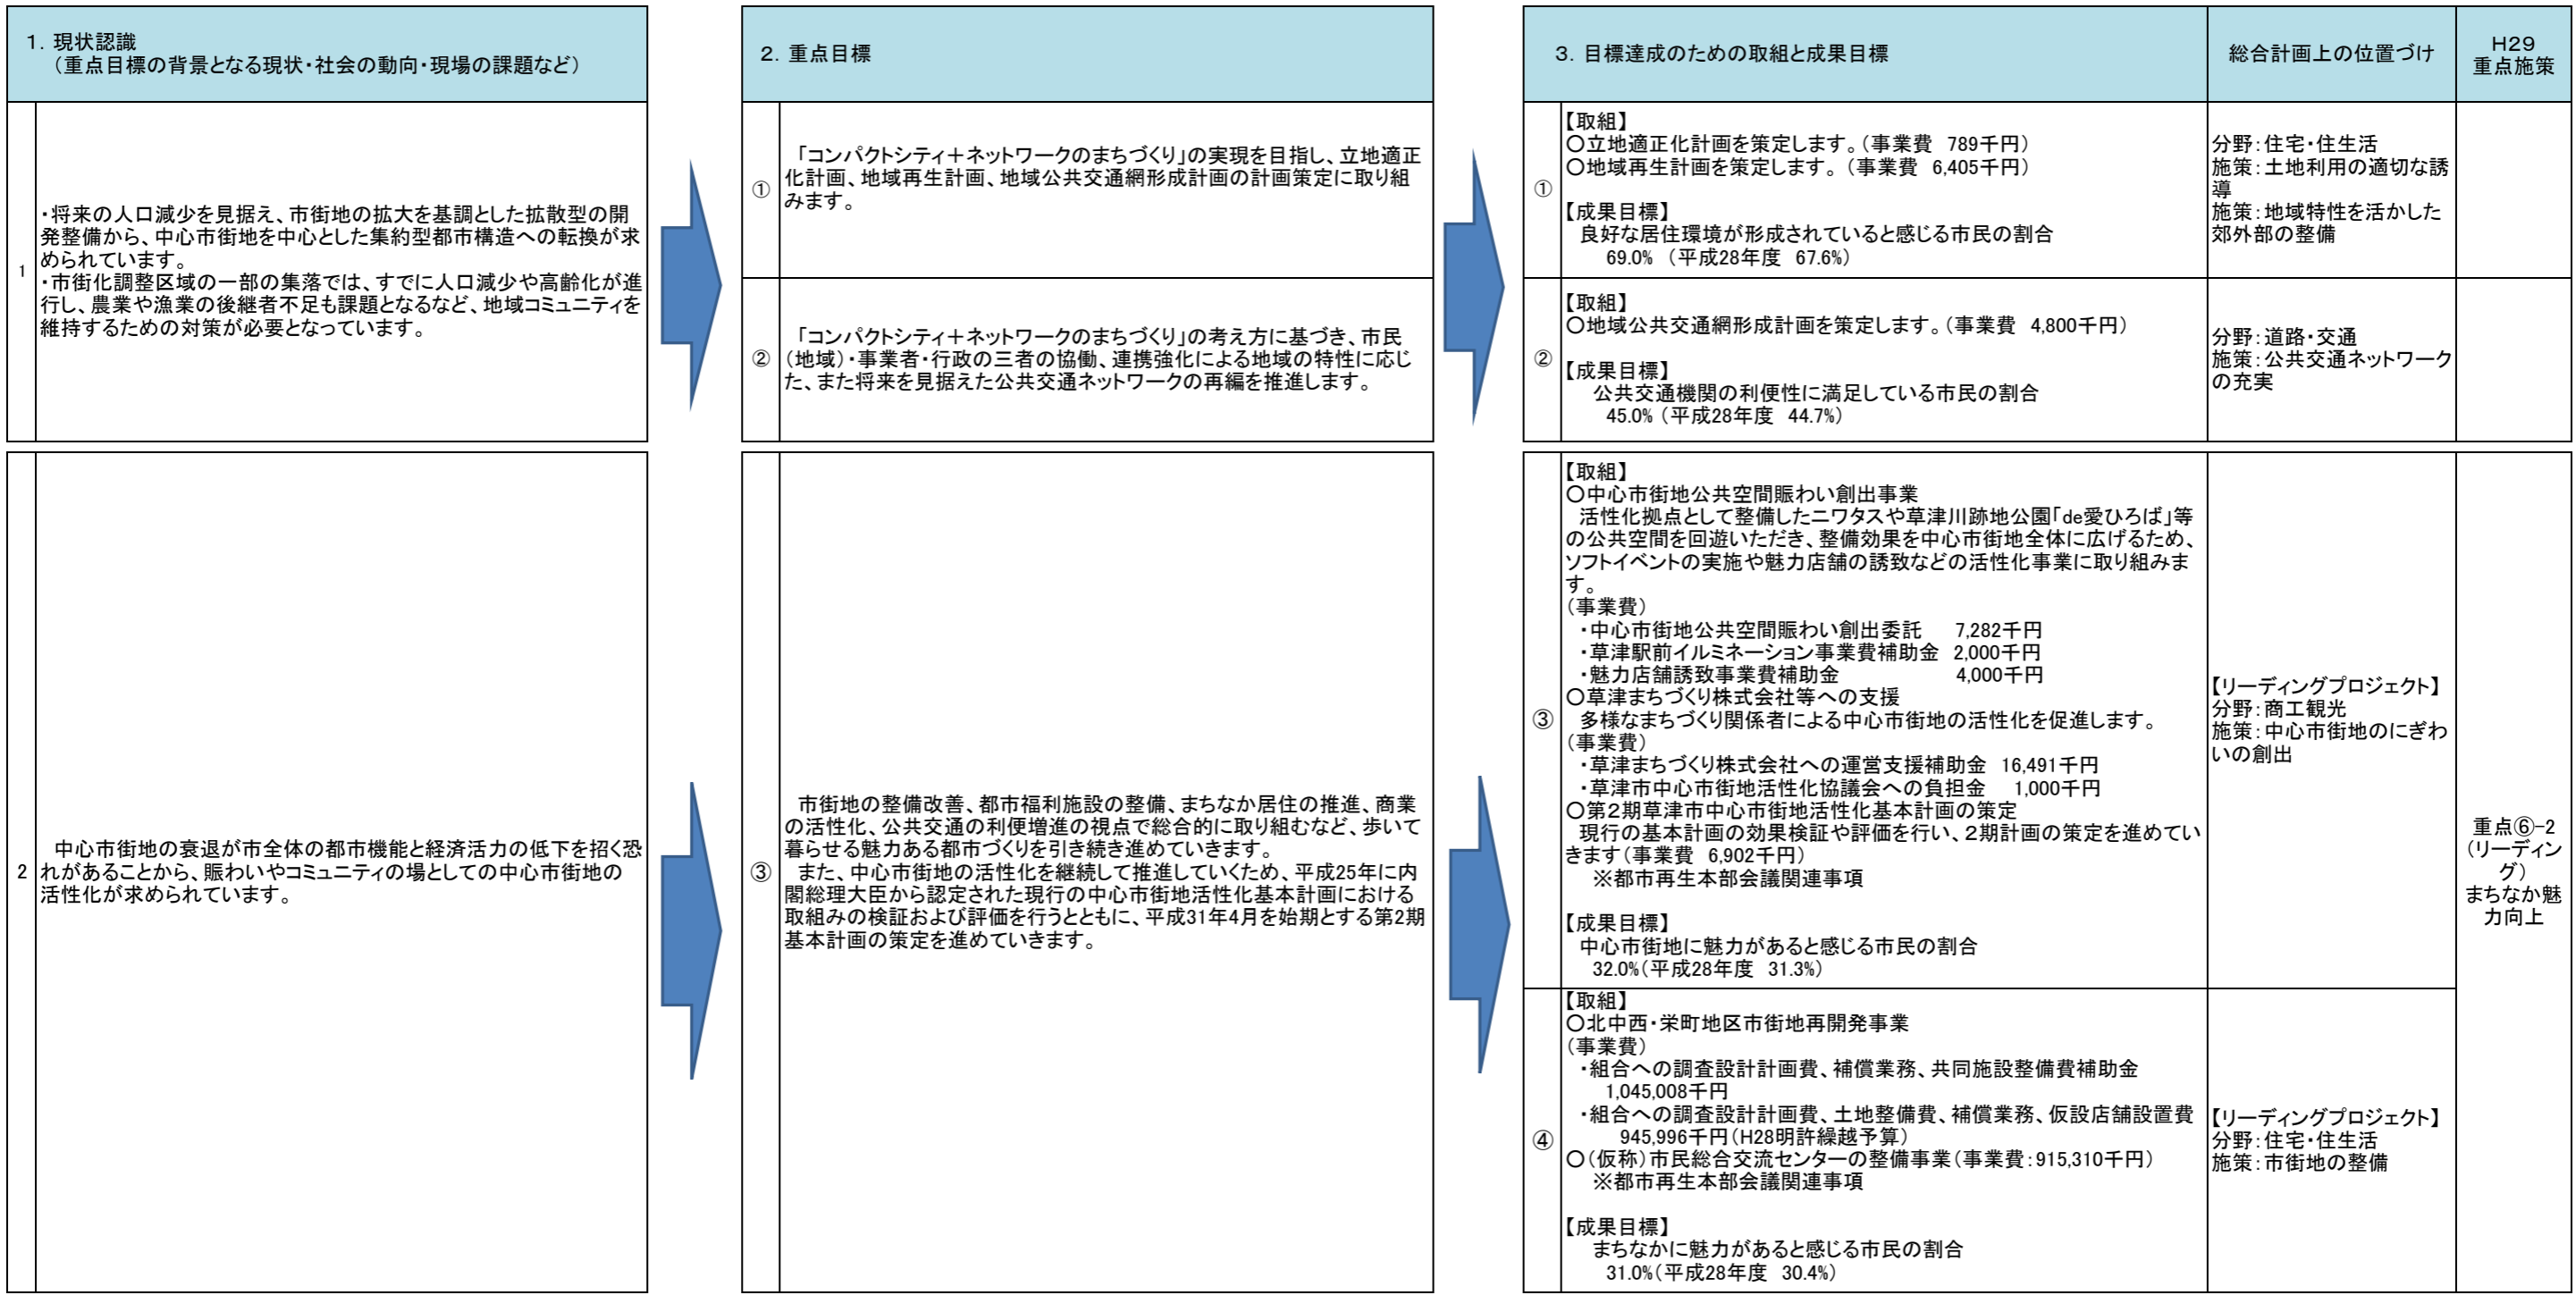 １．現状認識
（重点目標の背景となる現状・社会の動向・現場の課題など）
２．重点目標
３．目標達成のための取組と成果目標
総合計画上の位置づけ
H29
重点施策
1
・将来の人口減少を見据え、市街地の拡大を基調とした拡散型の開
発整備から、中心市街地を中心とした集約型都市構造への転換が求
められています。
・市街化調整区域の一部の集落では、すでに人口減少や高齢化が進
行し、農業や漁業の後継者不足も課題となるなど、地域コミュニティを
維持するための対策が必要となっています。
①
「コンパクトシティ＋ネットワークのまちづくり」の実現を目指し、立地適正
化計画、地域再生計画、地域公共交通網形成計画の計画策定に取り組
みます。
①
【取組】
〇立地適正化計画を策定します。（事業費　789千円）
〇地域再生計画を策定します。（事業費　6,405千円）
【成果目標】
良好な居住環境が形成されていると感じる市民の割合
69.0%　（平成28年度　67.6%）
分野：住宅・住生活
施策：土地利用の適切な誘
導
施策：地域特性を活かした
郊外部の整備
②
「コンパクトシティ＋ネットワークのまちづくり」の考え方に基づき、市民
（地域）・事業者・行政の三者の協働、連携強化による地域の特性に応じ
た、また将来を見据えた公共交通ネットワークの再編を推進します。
②
【取組】
〇地域公共交通網形成計画を策定します。（事業費　4,800千円）
【成果目標】
公共交通機関の利便性に満足している市民の割合
45.0%（平成28年度　44.7%）
分野：道路・交通
施策：公共交通ネットワーク
の充実
2
中心市街地の衰退が市全体の都市機能と経済活力の低下を招く恐
れがあることから、賑わいやコミュニティの場としての中心市街地の
活性化が求められています。
③
市街地の整備改善、都市福利施設の整備、まちなか居住の推進、商業
の活性化、公共交通の利便増進の視点で総合的に取り組むなど、歩いて
暮らせる魅力ある都市づくりを引き続き進めていきます。
また、中心市街地の活性化を継続して推進していくため、平成25年に内
閣総理大臣から認定された現行の中心市街地活性化基本計画における
取組みの検証および評価を行うとともに、平成31年4月を始期とする第2期
基本計画の策定を進めていきます。
③
【取組】
〇中心市街地公共空間賑わい創出事業
活性化拠点として整備したニワタスや草津川跡地公園「de愛ひろば」等
の公共空間を回遊いただき、整備効果を中心市街地全体に広げるため、
ソフトイベントの実施や魅力店舗の誘致などの活性化事業に取り組みま
す。
（事業費）
・中心市街地公共空間賑わい創出委託　　7,282千円
・草津駅前イルミネーション事業費補助金　2,000千円
・魅力店舗誘致事業費補助金　　　　　　　　4,000千円
〇草津まちづくり株式会社等への支援
多様なまちづくり関係者による中心市街地の活性化を促進します。
（事業費）
・草津まちづくり株式会社への運営支援補助金　16,491千円
・草津市中心市街地活性化協議会への負担金　　1,000千円
〇第２期草津市中心市街地活性化基本計画の策定
現行の基本計画の効果検証や評価を行い、２期計画の策定を進めてい
きます（事業費　6,902千円）
※都市再生本部会議関連事項
【成果目標】
中心市街地に魅力があると感じる市民の割合
32.0%（平成28年度　31.3%）
【リーディングプロジェクト】
分野：商工観光
施策：中心市街地のにぎわ
いの創出
重点⑥-2
（リーディン
グ）
まちなか魅
力向上
④
【取組】
〇北中西・栄町地区市街地再開発事業
（事業費）
・組合への調査設計計画費、補償業務、共同施設整備費補助金
1,045,008千円
・組合への調査設計計画費、土地整備費、補償業務、仮設店舗設置費
945,996千円（H28明許繰越予算）
〇（仮称）市民総合交流センターの整備事業（事業費：915,310千円）
※都市再生本部会議関連事項
【成果目標】
まちなかに魅力があると感じる市民の割合
31.0%（平成28年度　30.4%）
【リーディングプロジェクト】
分野：住宅・住生活
施策：市街地の整備